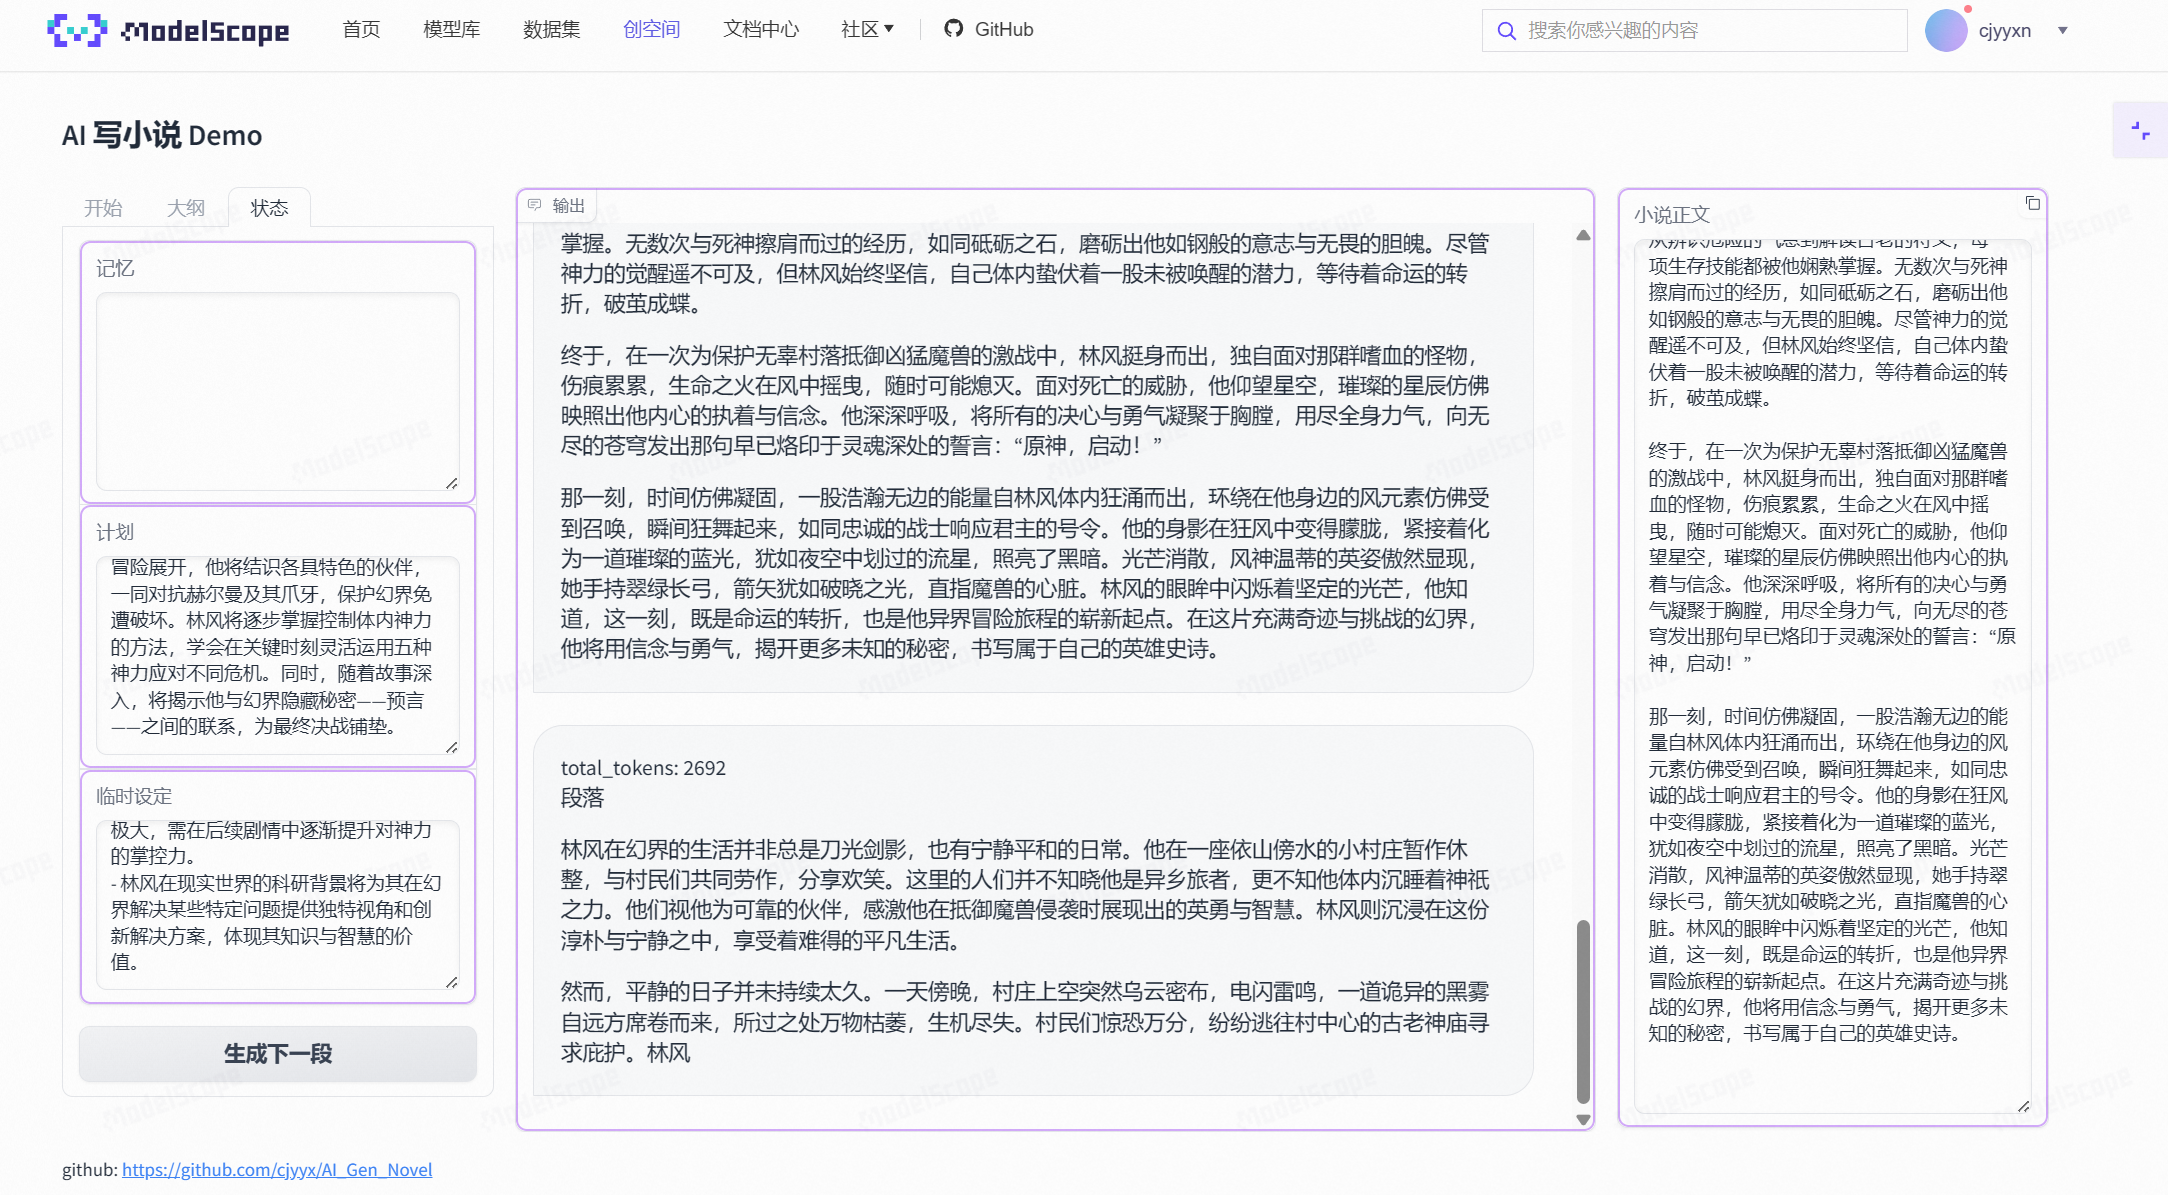 ModelScope
首页
模型库
数据集
创空间
文档中心
社区
GitHub
搜索你感兴趣的内容
cjyyxn
AI 写小说 Demo
开始
大纲
状态
记忆
计划
冒险展开，他将结识各具特色的伙伴，
一同对抗赫尔曼及其爪牙，保护幻界免
遭破坏。林风将逐步掌握控制体内神力
的方法，学会在关键时刻灵活运用五种
神力应对不同危机。同时，随着故事深
入，将揭示他与幻界隐藏秘密——预言
——之间的联系，为最终决战铺垫。
临时设定
极大，需在后续剧情中逐渐提升对神力
的掌控力。
- 林风在现实世界的科研背景将为其在幻
界解决某些特定问题提供独特视角和创
新解决方案，体现其知识与智慧的价
值。
生成下一段
输出
掌握。无数次与死神擦肩而过的经历，如同砥砺之石，磨砺出他如钢般的意志与无畏的胆魄。尽管
神力的觉醒遥不可及，但林风始终坚信，自己体内蛰伏着一股未被唤醒的潜力，等待着命运的转
折，破茧成蝶。
终于，在一次为保护无辜村落抵御凶猛魔兽的激战中，林风挺身而出，独自面对那群嗜血的怪物，
伤痕累累，生命之火在风中摇曳，随时可能熄灭。面对死亡的威胁，他仰望星空，璀璨的星辰仿佛
映照出他内心的执着与信念。他深深呼吸，将所有的决心与勇气凝聚于胸膛，用尽全身力气，向无
尽的苍穹发出那句早已烙印于灵魂深处的誓言：“原神，启动！”
那一刻，时间仿佛凝固，一股浩瀚无边的能量自林风体内狂涌而出，环绕在他身边的风元素仿佛受
到召唤，瞬间狂舞起来，如同忠诚的战士响应君主的号令。他的身影在狂风中变得朦胧，紧接着化
为一道璀璨的蓝光，犹如夜空中划过的流星，照亮了黑暗。光芒消散，风神温蒂的英姿傲然显现，
她手持翠绿长弓，箭矢犹如破晓之光，直指魔兽的心脏。林风的眼眸中闪烁着坚定的光芒，他知
道，这一刻，既是命运的转折，也是他异界冒险旅程的崭新起点。在这片充满奇迹与挑战的幻界，
他将用信念与勇气，揭开更多未知的秘密，书写属于自己的英雄史诗。
total_tokens: 2692
段落
林风在幻界的生活并非总是刀光剑影，也有宁静平和的日常。他在一座依山傍水的小村庄暂作休
整，与村民们共同劳作，分享欢笑。这里的人们并不知晓他是异乡旅者，更不知他体内沉睡着神祇
之力。他们视他为可靠的伙伴，感激他在抵御魔兽侵袭时展现出的英勇与智慧。林风则沉浸在这份
淳朴与宁静之中，享受着难得的平凡生活。
然而，平静的日子并未持续太久。一天傍晚，村庄上空突然乌云密布，电闪雷鸣，一道诡异的黑雾
自远方席卷而来，所过之处万物枯萎，生机尽失。村民们惊恐万分，纷纷逃往村中心的古老神庙寻
求庇护。林风
小说正文
从辨识危险的气息到解读古老的符文，每一
项生存技能都被他娴熟掌握。无数次与死神
擦肩而过的经历，如同砥砺之石，磨砺出他
如钢般的意志与无畏的胆魄。尽管神力的觉
醒遥不可及，但林风始终坚信，自己体内蛰
伏着一股未被唤醒的潜力，等待着命运的转
折，破茧成蝶。
终于，在一次为保护无辜村落抵御凶猛魔兽
的激战中，林风挺身而出，独自面对那群嗜
血的怪物，伤痕累累，生命之火在风中摇
曳，随时可能熄灭。面对死亡的威胁，他仰
望星空，璀璨的星辰仿佛映照出他内心的执
着与信念。他深深呼吸，将所有的决心与勇
气凝聚于胸膛，用尽全身力气，向无尽的苍
穹发出那句早已烙印于灵魂深处的誓言：“原
神，启动！”
那一刻，时间仿佛凝固，一股浩瀚无边的能
量自林风体内狂涌而出，环绕在他身边的风
元素仿佛受到召唤，瞬间狂舞起来，如同忠
诚的战士响应君主的号令。他的身影在狂风
中变得朦胧，紧接着化为一道璀璨的蓝光，
犹如夜空中划过的流星，照亮了黑暗。光芒
消散，风神温蒂的英姿傲然显现，她手持翠
绿长弓，箭矢犹如破晓之光，直指魔兽的心
脏。林风的眼眸中闪烁着坚定的光芒，他知
道，这一刻，既是命运的转折，也是他异界
冒险旅程的崭新起点。在这片充满奇迹与挑
战的幻界，他将用信念与勇气，揭开更多未
知的秘密，书写属于自己的英雄史诗。
github: https://github.com/cjyyx/AI_Gen_Novel